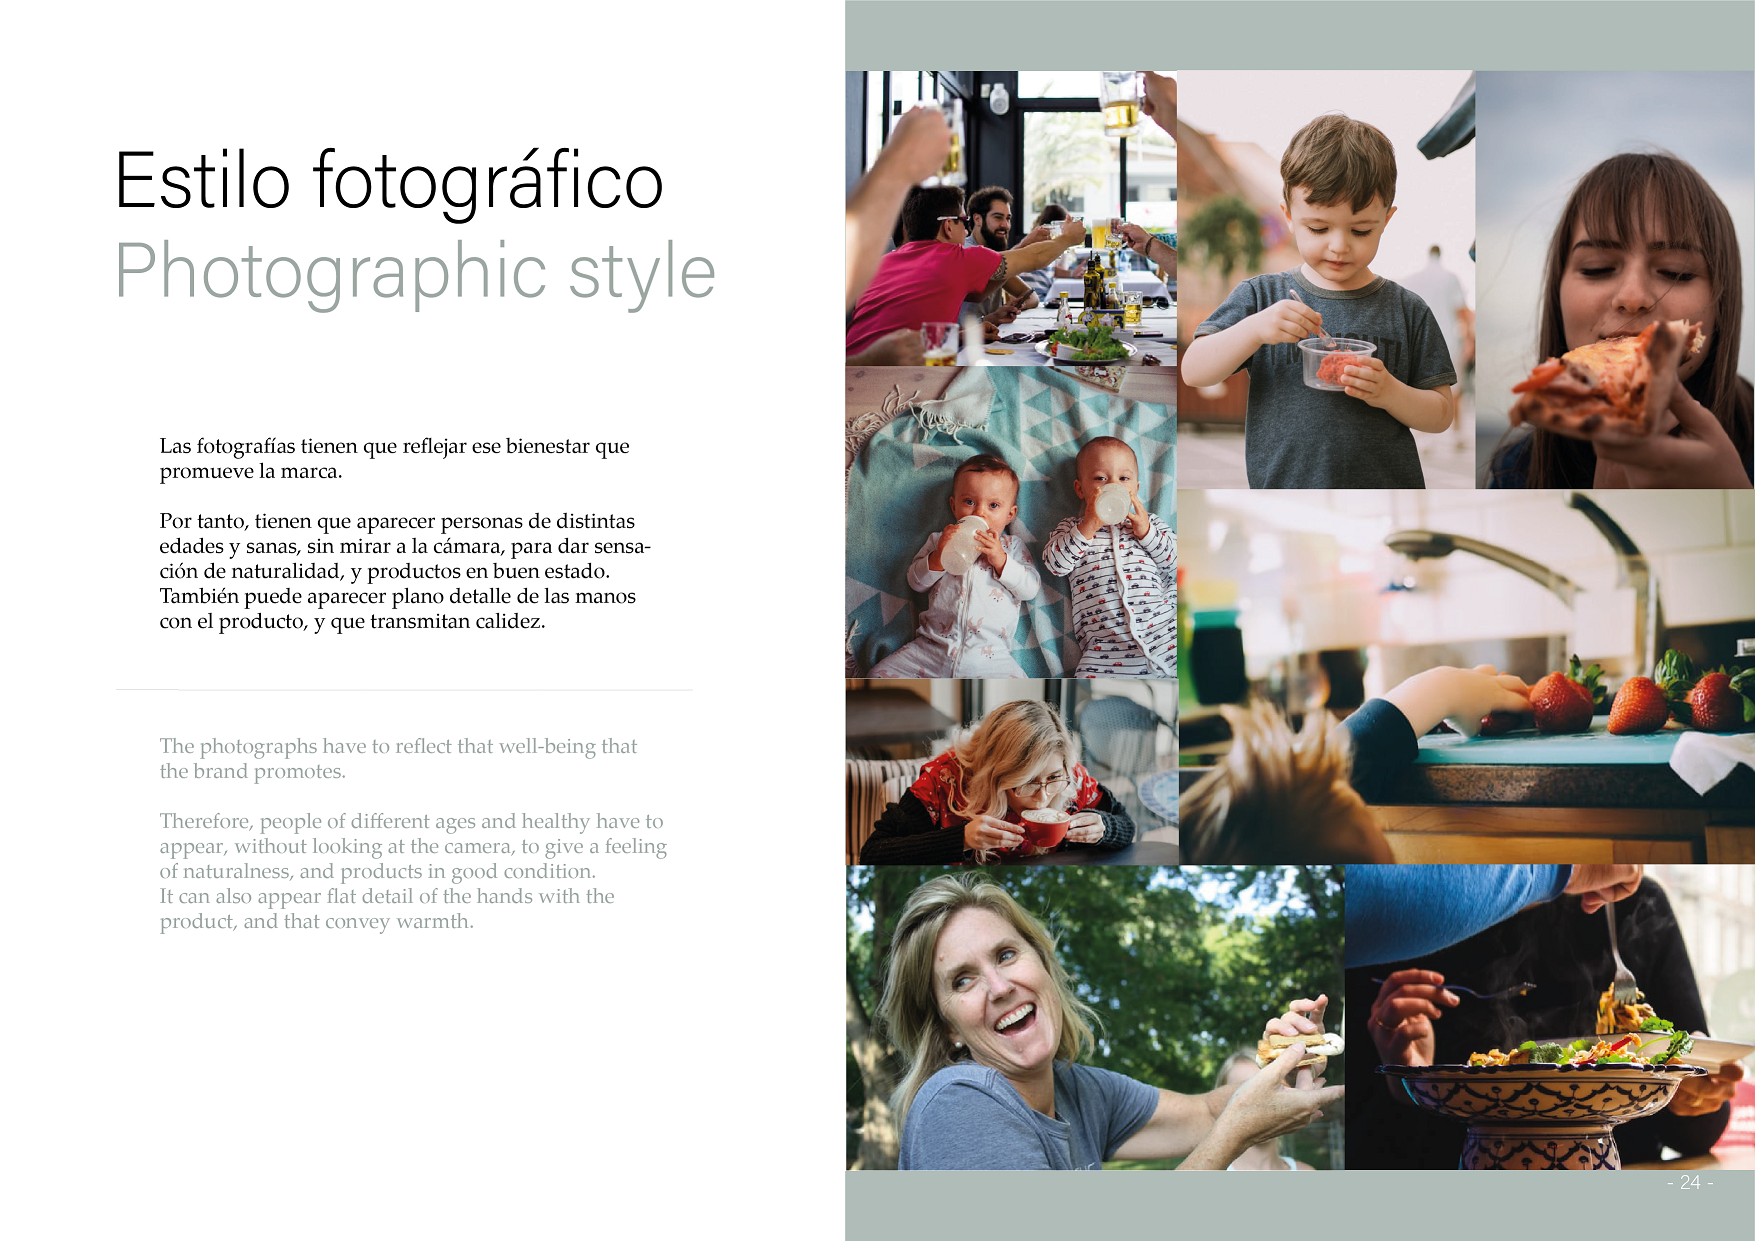 Estilo fotográfico
Photographic style
Las fotografías tienen que reflejar ese bienestar que
promueve la marca.
Por tanto, tienen que aparecer personas de distintas
edades y sanas, sin mirar a la cámara, para dar sensa-
ción de naturalidad, y productos en buen estado.
También puede aparecer plano detalle de las manos
con el producto, y que transmitan calidez.
The photographs have to reflect that well-being that
the brand promotes.
Therefore, people of different ages and healthy have to
appear, without looking at the camera, to give a feeling
of naturalness, and products in good condition.
It can also appear flat detail of the hands with the
product, and that convey warmth.
- 24 -